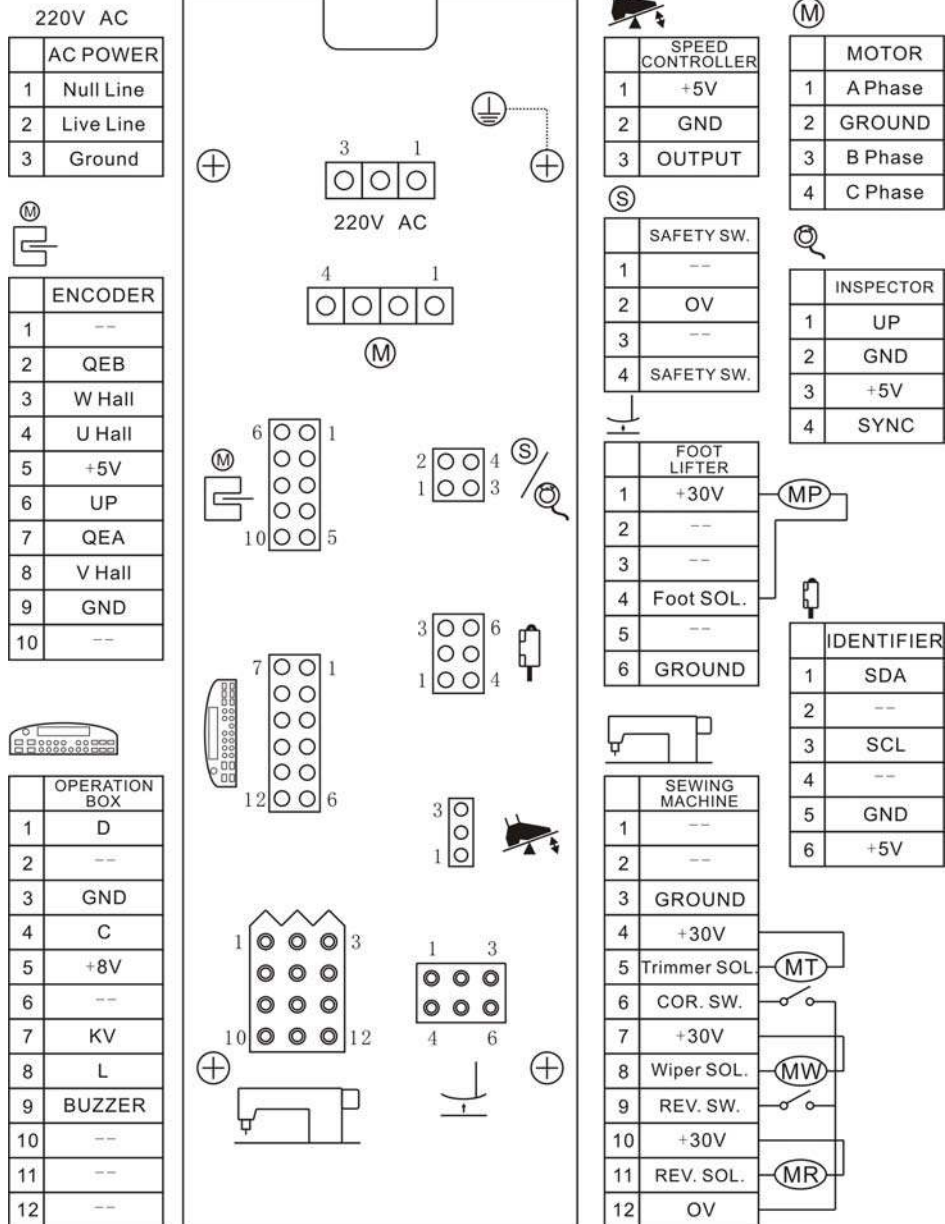 220V AC
AC POWER
1 Null Line
2 Live Line
3 Ground
M
ENCODER
1 --
2 QEB
3 W Hall
4 U Hall
5 +5V
6 UP
7 QEA
8 V Hall
9 GND
10 --
OPERATION
BOX
1 D
2 --
3 GND
4 C
5 +8V
6 --
7 KV
8 L
9 BUZZER
10 --
11 --
12 --
3 1
220V AC
4 1
M
6 1
M
10 5
2 4
1 3
S
3 6
1 4
7 1
12 6
3
1
1 3
10 12
1 3
4 6
SPEED
CONTROLLER
1 +5V
2 GND
3 OUTPUT
S
SAFETY SW.
1 --
2 OV
3 --
4 SAFETY SW.
FOOT
LIFTER
1 +30V MP
2 --
3 --
4 Foot SOL.
5 --
6 GROUND
SEWING
MACHINE
1 --
2 --
3 GROUND
4 +30V
5 Trimmer SOL. MT
6 COR. SW.
7 +30V
8 Wiper SOL. MW
9 REV. SW.
10 +30V
11 REV. SOL. MR
12 OV
M
MOTOR
1 A Phase
2 GROUND
3 B Phase
4 C Phase
INSPECTOR
1 UP
2 GND
3 +5V
4 SYNC
IDENTIFIER
1 SDA
2 --
3 SCL
4 --
5 GND
6 +5V